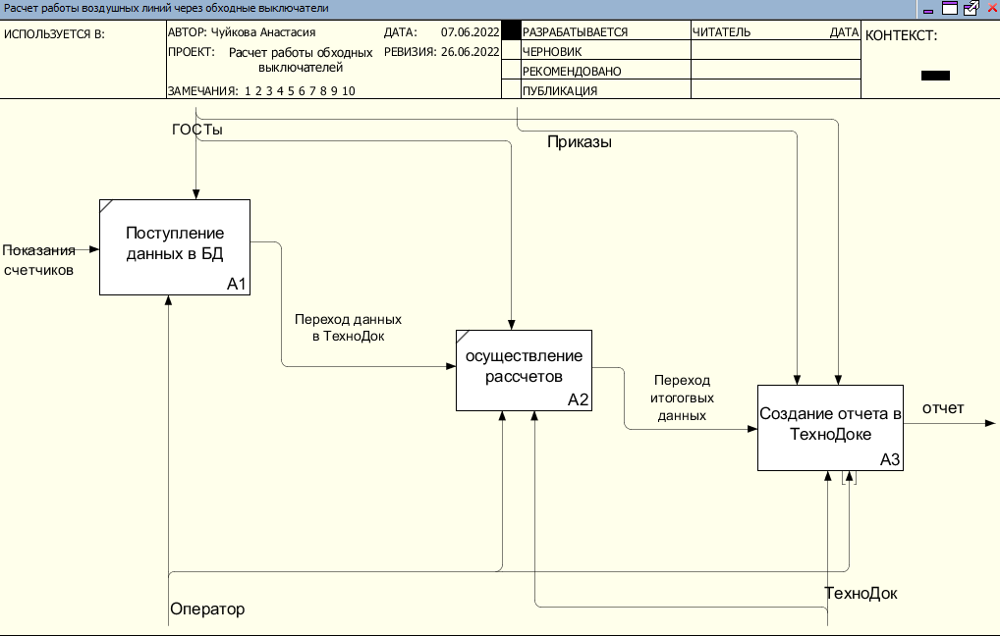 Расчет работы воздушных линий через обходные выключатели
ИСПОЛЬЗУЕТСЯ В:
АВТОР: Чуйкова Анастасия
ДАТА: 07.06.2022
ПРОЕКТ: Расчет работы обходных
выключателей
РЕВИЗИЯ: 26.06.2022
ЗАМЕЧАНИЯ: 1 2 3 4 5 6 7 8 9 10
РАЗРАБАТЫВАЕТСЯ
ЧЕРНОВИК
РЕКОМЕНДОВАНО
ПУБЛИКАЦИЯ
ЧИТАТЕЛЬ
ДАТА
КОНТЕКСТ:
ГОСТы
Приказы
Показания
счетчиков
Поступление
данных в БД
A1
Переход данных
в ТехноДок
осуществление
рассчетов
A2
Переход
итогогвых
данных
Создание отчета в
ТехноДоке
A3
отчет
Оператор
ТехноДок